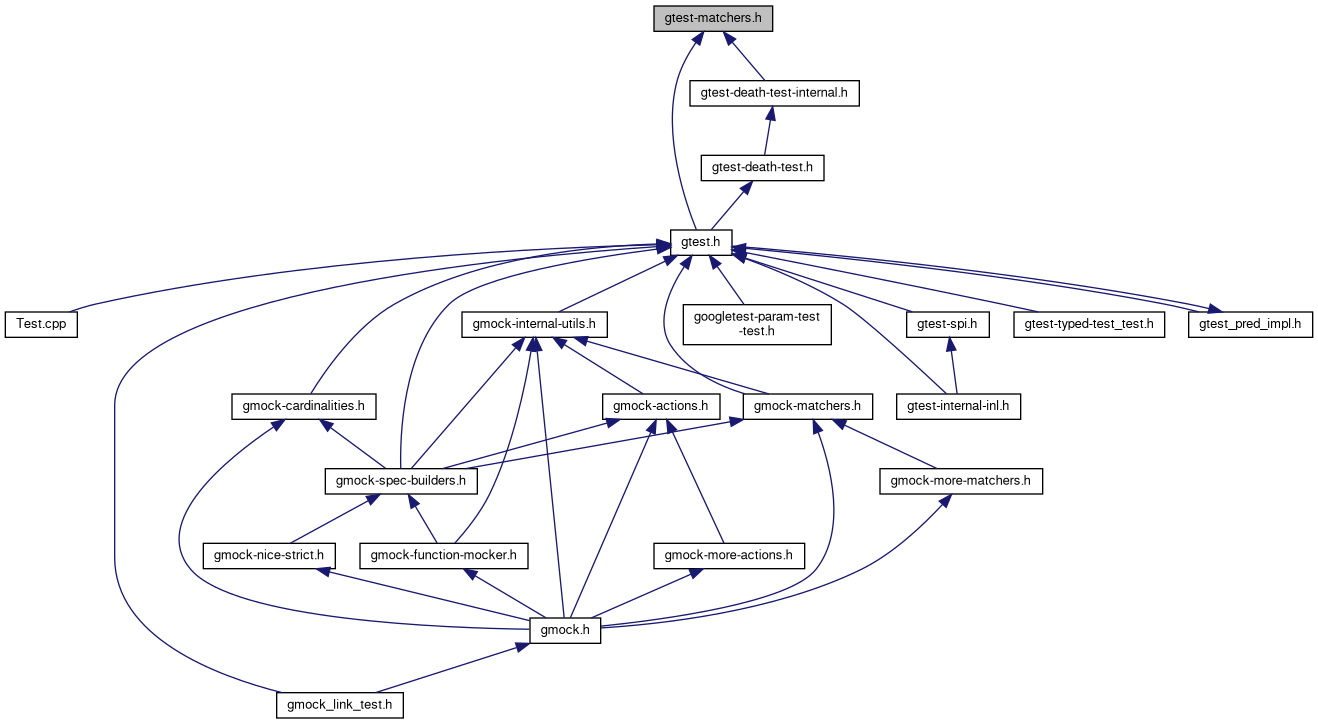 gtest-matchers.h
gtest-death-test-internal.h
gtest-death-test.h
gtest.h
Test.cpp
gmock-internal-utils.h
googletest-param-test
-test.h
gtest-spi.h
gtest-typed-test_test.h
gtest_pred_impl.h
gmock-cardinalities.h
gmock-actions.h
gmock-matchers.h
gtest-internal-inl.h
gmock-spec-builders.h
gmock-more-matchers.h
gmock-nice-strict.h
gmock-function-mocker.h
gmock-more-actions.h
gmock.h
gmock_link_test.h